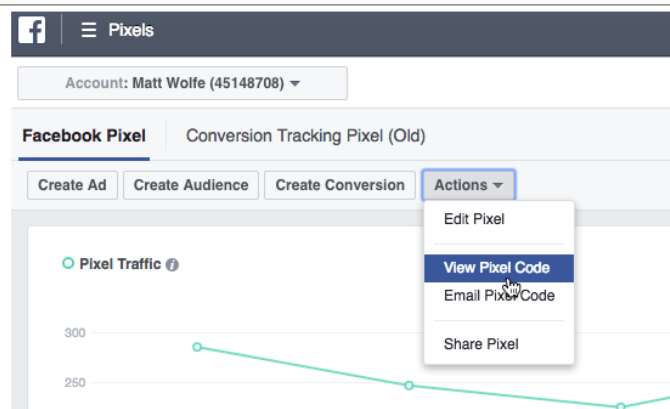 f ☰ Pixels
Account: Matt Wolfe (45148708)
Facebook Pixel Conversion Tracking Pixel (Old)
Create Ad Create Audience Create Conversion Actions
Edit Pixel
View Pixel Code
Email Pixel Code
Share Pixel
Pixel Traffic i
300
250